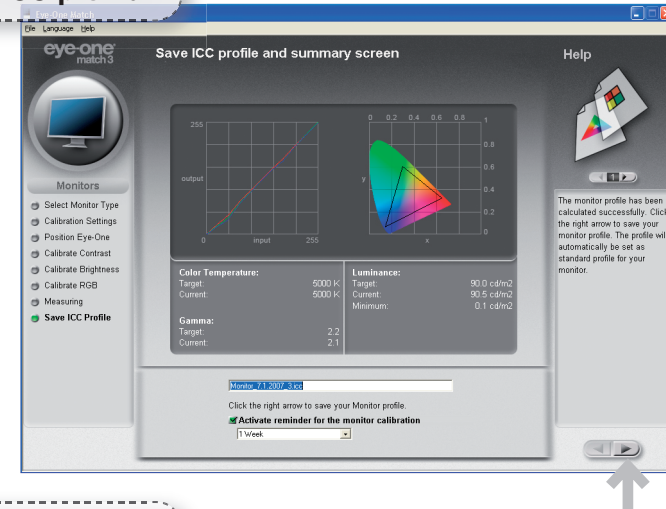 Eye-One Match
File Language Help
eye-one
match 3
Save ICC profile and summary screen
Help
Monitors
Select Monitor Type
Calibration Settings
Position Eye-One
Calibrate Contrast
Calibrate Brightness
Calibrate RGB
Measuring
Save ICC Profile
255
output
0 input 255
0 0.2 0.4 0.6 0.8 1
0.8
0.6
0.4
0.2
0
y
x
Color Temperature:
Target: 5000 K
Current: 5000 K
Gamma:
Target: 2.2
Current: 2.1
Luminance:
Target: 90.0 cd/m2
Current: 90.5 cd/m2
Minimum: 0.1 cd/m2
Monitor_7.1.2007_3.icc
Click the right arrow to save your Monitor profile.
Activate reminder for the monitor calibration
1 Week
1
The monitor profile has been
calculated successfully. Click
the right arrow to save your
monitor profile. The profile will
automatically be set as
standard profile for your
monitor.